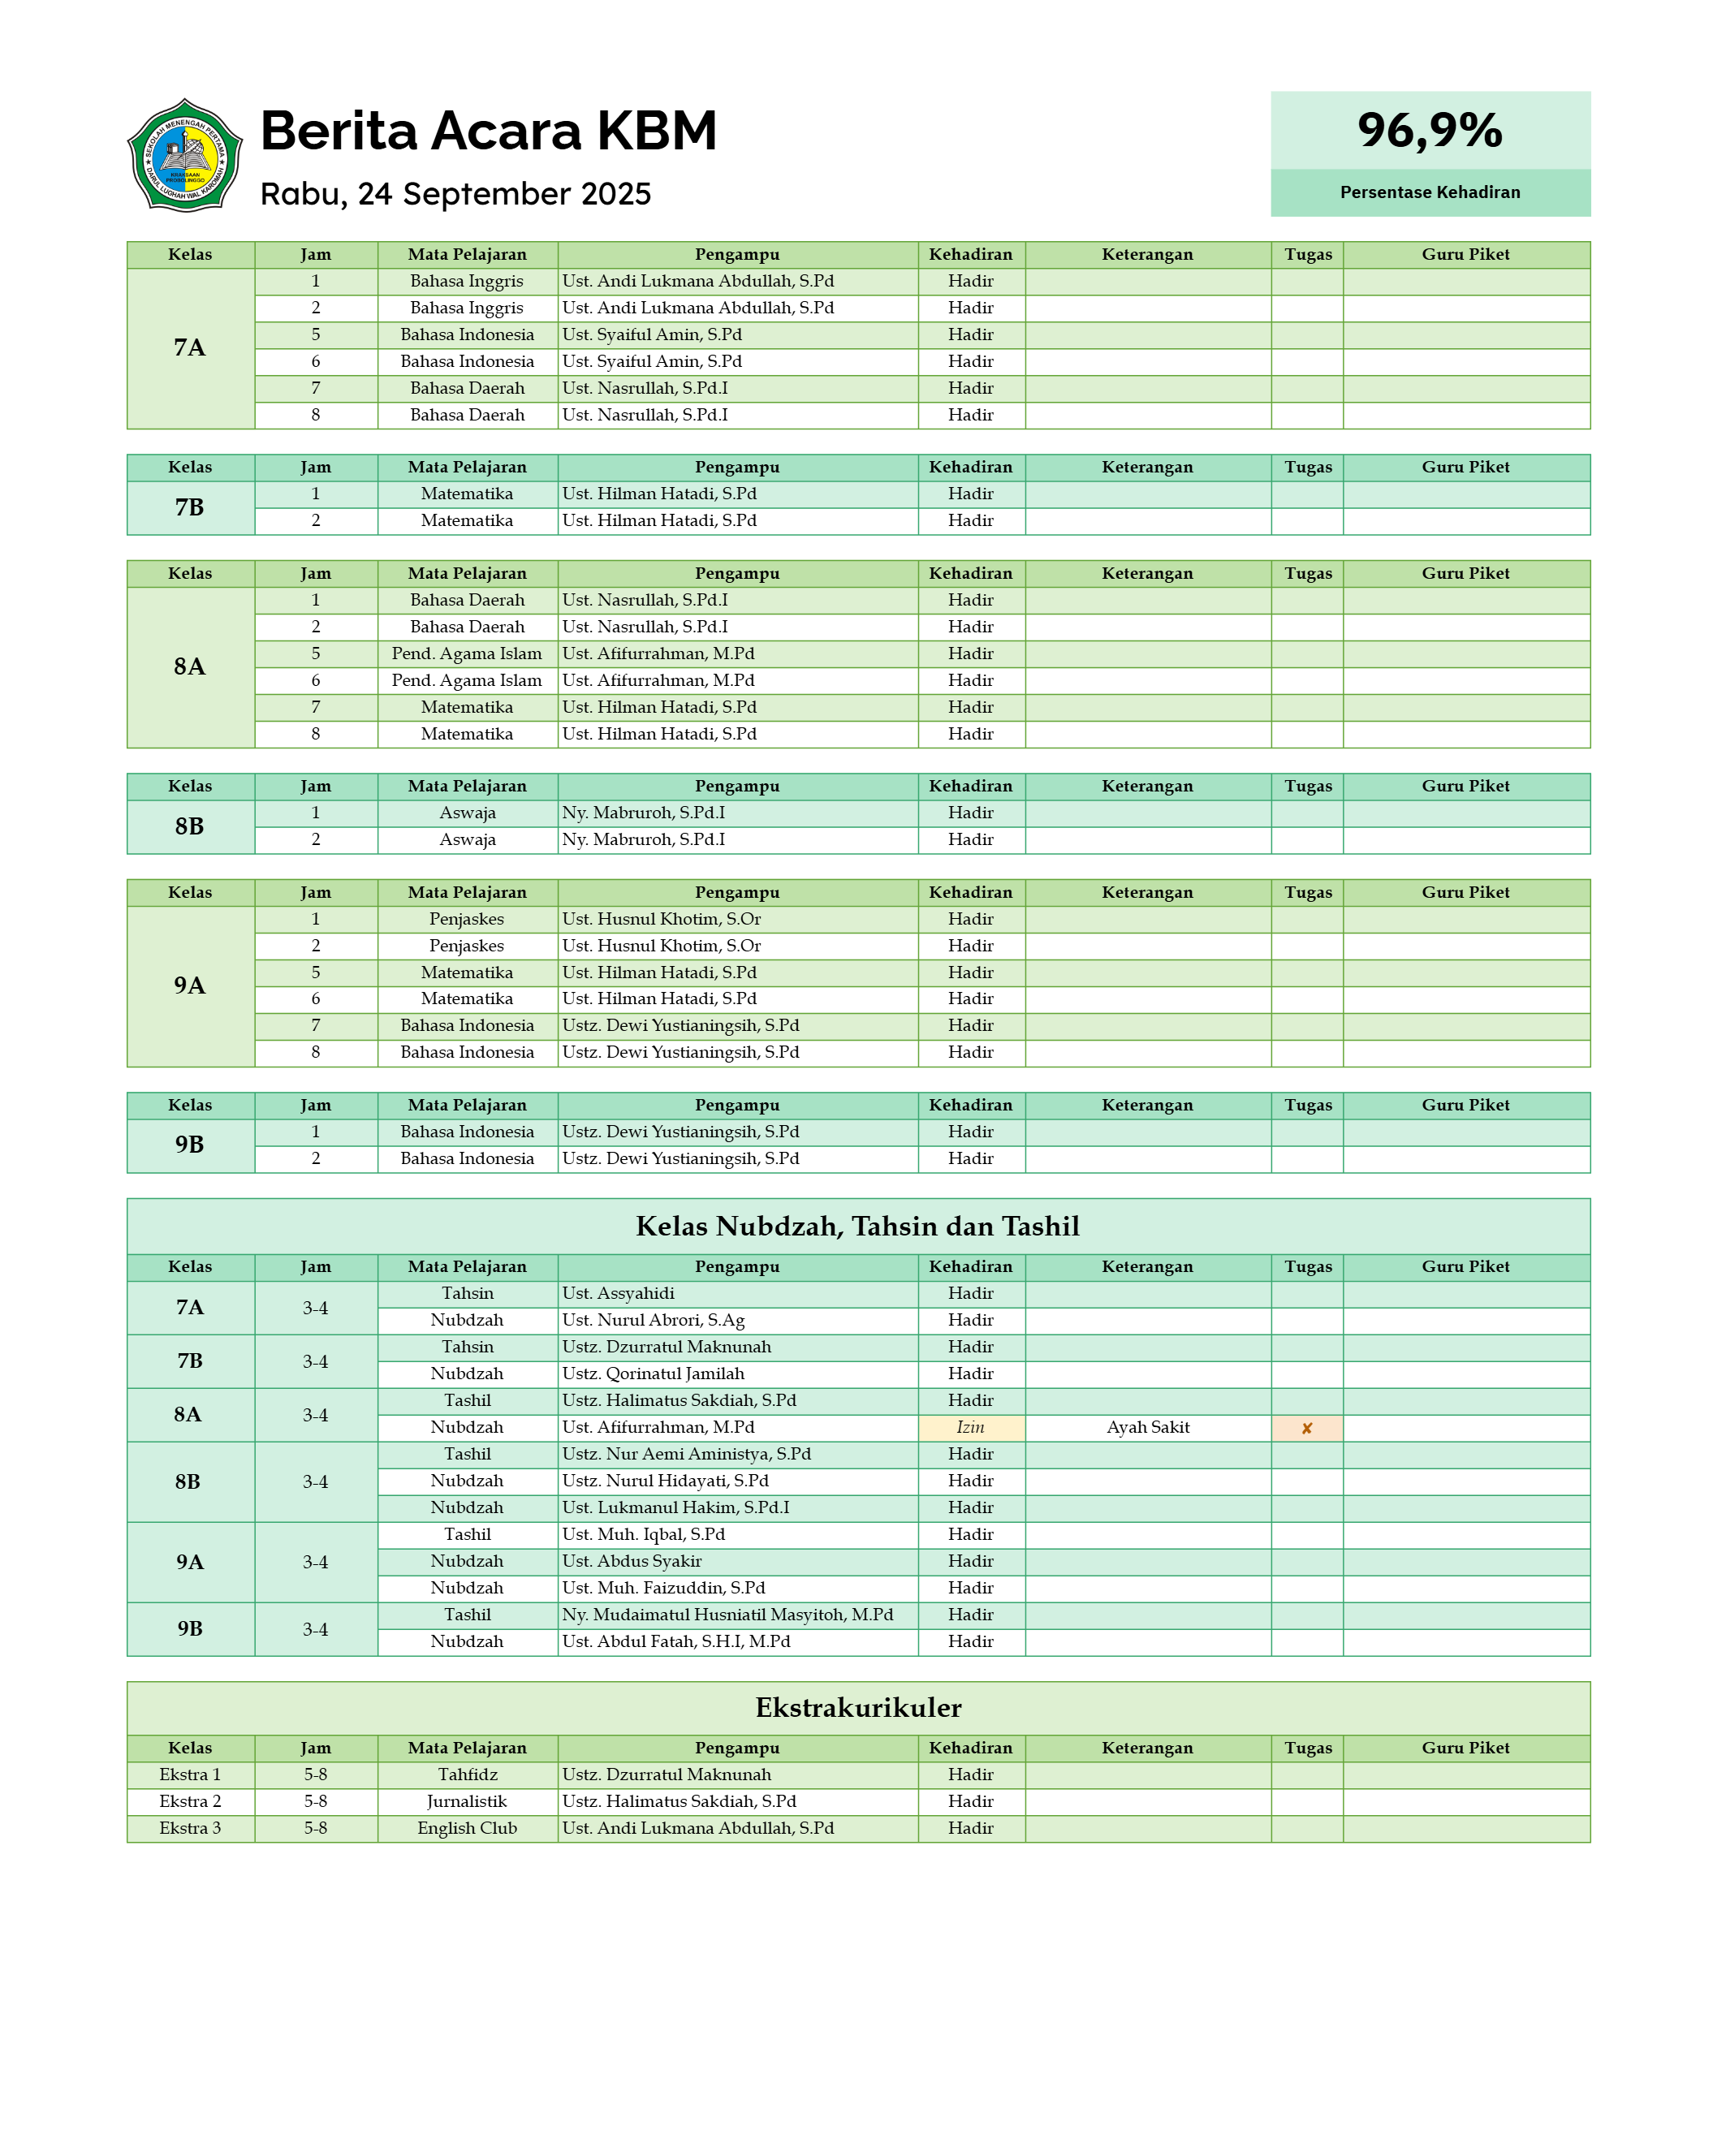 SEKOLAH MENENGAH PERTAMA
KRAKSAAN
PROBOLINGGO
DARUL LUGHAH WAL KAROMAH
Berita Acara KBM
Rabu, 24 September 2025
96,9%
Persentase Kehadiran
Kelas Jam Mata Pelajaran Pengampu Kehadiran Keterangan Tugas Guru Piket
7A
1 Bahasa Inggris Ust. Andi Lukmana Abdullah, S.Pd Hadir
2 Bahasa Inggris Ust. Andi Lukmana Abdullah, S.Pd Hadir
5 Bahasa Indonesia Ust. Syaiful Amin, S.Pd Hadir
6 Bahasa Indonesia Ust. Syaiful Amin, S.Pd Hadir
7 Bahasa Daerah Ust. Nasrullah, S.Pd.I Hadir
8 Bahasa Daerah Ust. Nasrullah, S.Pd.I Hadir
Kelas Jam Mata Pelajaran Pengampu Kehadiran Keterangan Tugas Guru Piket
7B
1 Matematika Ust. Hilman Hatadi, S.Pd Hadir
2 Matematika Ust. Hilman Hatadi, S.Pd Hadir
Kelas Jam Mata Pelajaran Pengampu Kehadiran Keterangan Tugas Guru Piket
8A
1 Bahasa Daerah Ust. Nasrullah, S.Pd.I Hadir
2 Bahasa Daerah Ust. Nasrullah, S.Pd.I Hadir
5 Pend. Agama Islam Ust. Afifurrahman, M.Pd Hadir
6 Pend. Agama Islam Ust. Afifurrahman, M.Pd Hadir
7 Matematika Ust. Hilman Hatadi, S.Pd Hadir
8 Matematika Ust. Hilman Hatadi, S.Pd Hadir
Kelas Jam Mata Pelajaran Pengampu Kehadiran Keterangan Tugas Guru Piket
8B
1 Aswaja Ny. Mabruroh, S.Pd.I Hadir
2 Aswaja Ny. Mabruroh, S.Pd.I Hadir
Kelas Jam Mata Pelajaran Pengampu Kehadiran Keterangan Tugas Guru Piket
9A
1 Penjaskes Ust. Husnul Khotim, S.Or Hadir
2 Penjaskes Ust. Husnul Khotim, S.Or Hadir
5 Matematika Ust. Hilman Hatadi, S.Pd Hadir
6 Matematika Ust. Hilman Hatadi, S.Pd Hadir
7 Bahasa Indonesia Ustz. Dewi Yustianingsih, S.Pd Hadir
8 Bahasa Indonesia Ustz. Dewi Yustianingsih, S.Pd Hadir
Kelas Jam Mata Pelajaran Pengampu Kehadiran Keterangan Tugas Guru Piket
9B
1 Bahasa Indonesia Ustz. Dewi Yustianingsih, S.Pd Hadir
2 Bahasa Indonesia Ustz. Dewi Yustianingsih, S.Pd Hadir
Kelas Nubdzah, Tahsin dan Tashil
Kelas Jam Mata Pelajaran Pengampu Kehadiran Keterangan Tugas Guru Piket
7A 3-4
Tahsin Ust. Assyahidi Hadir
Nubdzah Ust. Nurul Abrori, S.Ag Hadir
7B 3-4
Tahsin Ustz. Dzurratul Maknunah Hadir
Nubdzah Ustz. Qorinatul Jamilah Hadir
8A 3-4
Tashil Ustz. Halimatus Sakdiah, S.Pd Hadir
Nubdzah Ust. Afifurrahman, M.Pd Izin Ayah Sakit ✘
8B 3-4
Tashil Ustz. Nur Aemi Aministya, S.Pd Hadir
Nubdzah Ustz. Nurul Hidayati, S.Pd Hadir
Nubdzah Ust. Lukmanul Hakim, S.Pd.I Hadir
9A 3-4
Tashil Ust. Muh. Iqbal, S.Pd Hadir
Nubdzah Ust. Abdus Syakir Hadir
Nubdzah Ust. Muh. Faizuddin, S.Pd Hadir
9B 3-4
Tashil Ny. Mudaimatul Husniatil Masyitoh, M.Pd Hadir
Nubdzah Ust. Abdul Fatah, S.H.I, M.Pd Hadir
Ekstrakurikuler
Kelas Jam Mata Pelajaran Pengampu Kehadiran Keterangan Tugas Guru Piket
Ekstra 1 5-8 Tahfidz Ustz. Dzurratul Maknunah Hadir
Ekstra 2 5-8 Jurnalistik Ustz. Halimatus Sakdiah, S.Pd Hadir
Ekstra 3 5-8 English Club Ust. Andi Lukmana Abdullah, S.Pd Hadir